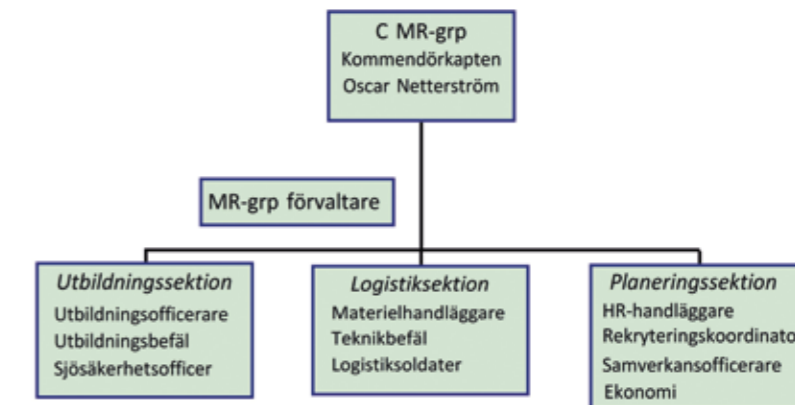 C MR-grp
Kommendörkapten
Oscar Netterström
MR-grp förvaltare
Utbildningssektion
Utbildningsofficerare
Utbildningsbefäl
Sjösäkerhetsofficer
Logistiksektion
Materielhandläggare
Teknikbefäl
Logistiksoldater
Planeringssektion
HR-handläggare
Rekryteringskoordinato
Samverkansofficerare
Ekonomi